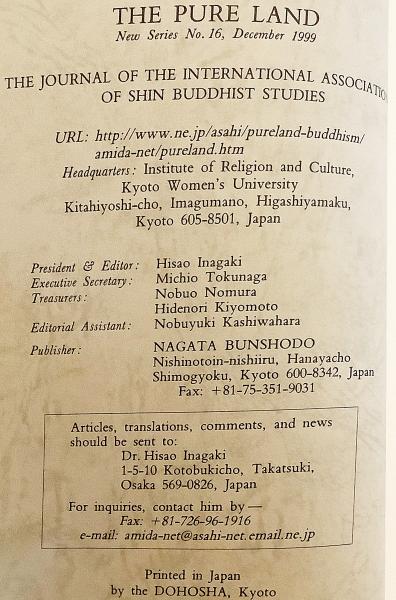 THE PURE LAND
New Series No. 16, December 1999
THE JOURNAL OF THE INTERNATIONAL ASSOCIATION
OF SHIN BUDDHIST STUDIES
URL: http://www.ne.jp/asahi/pureland-buddhism/
amida-net/pureland.htm
Headquarters: Institute of Religion and Culture,
Kyoto Women's University
Kitahiyoshi-cho, Imagumano, Higashiyamaku,
Kyoto 605-8501, Japan
President & Editor: Hisao Inagaki
Executive Secretary: Michio Tokunaga
Treasurers: Nobuo Nomura
Hidenori Kiyomoto
Editorial Assistant: Nobuyuki Kashiwahara
Publisher: NAGATA BUNSHODO
Nishinotoin-nishiiru, Hanayacho
Shimogyoku, Kyoto 600-8342, Japan
Fax: +81-75-351-9031
Articles, translations, comments, and news
should be sent to:
Dr. Hisao Inagaki
1-5-10 Kotobukicho, Takatsuki,
Osaka 569-0826, Japan
For inquiries, contact him by—
Fax: +81-726-96-1916
e-mail: amida-net@asahi-net.email.ne.jp
Printed in Japan
by the DOHOSHA, Kyoto